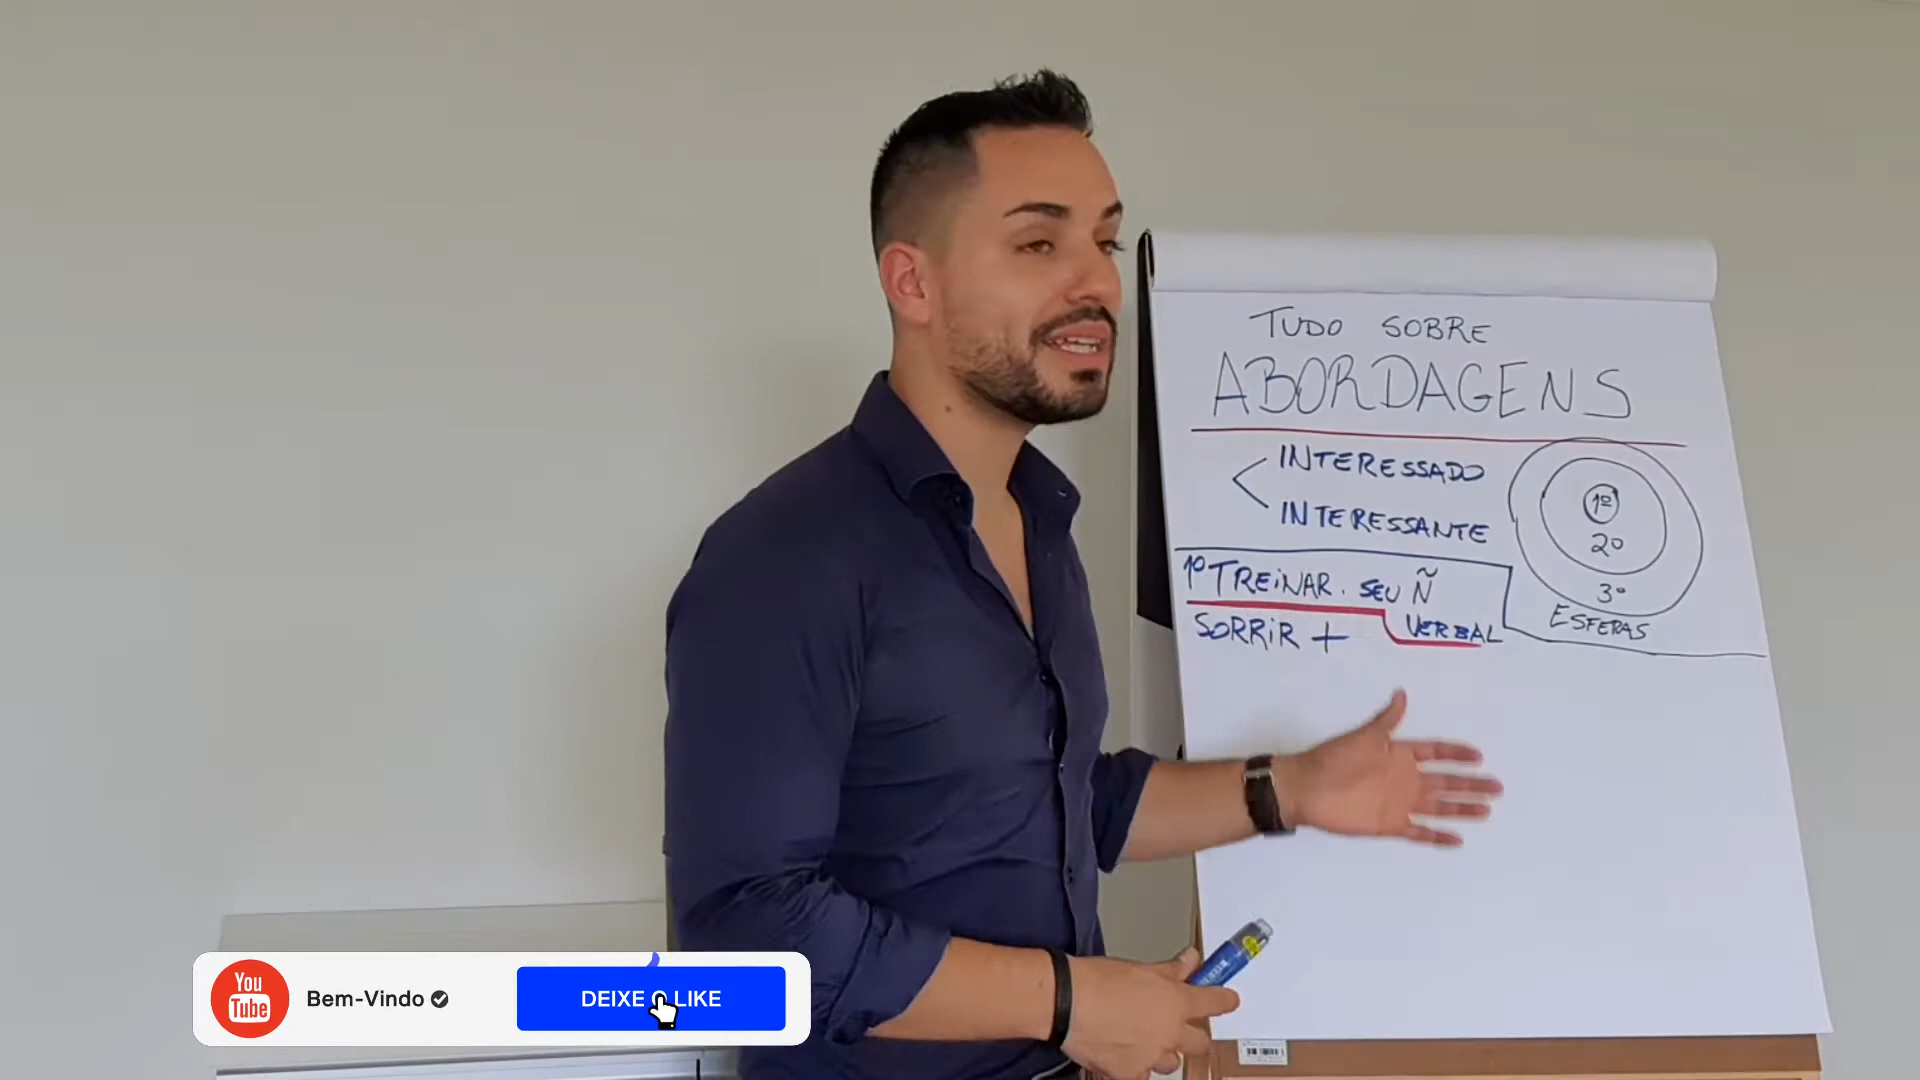 TUDO SOBRE
ABORDAGENS
INTERESSADO
INTERESSANTE
1º
2º
3º
ESFERAS
1º TREINAR. SEU Ñ
VERBAL
SORRIR +
You
Tube
Bem-Vindo
DEIXE O LIKE